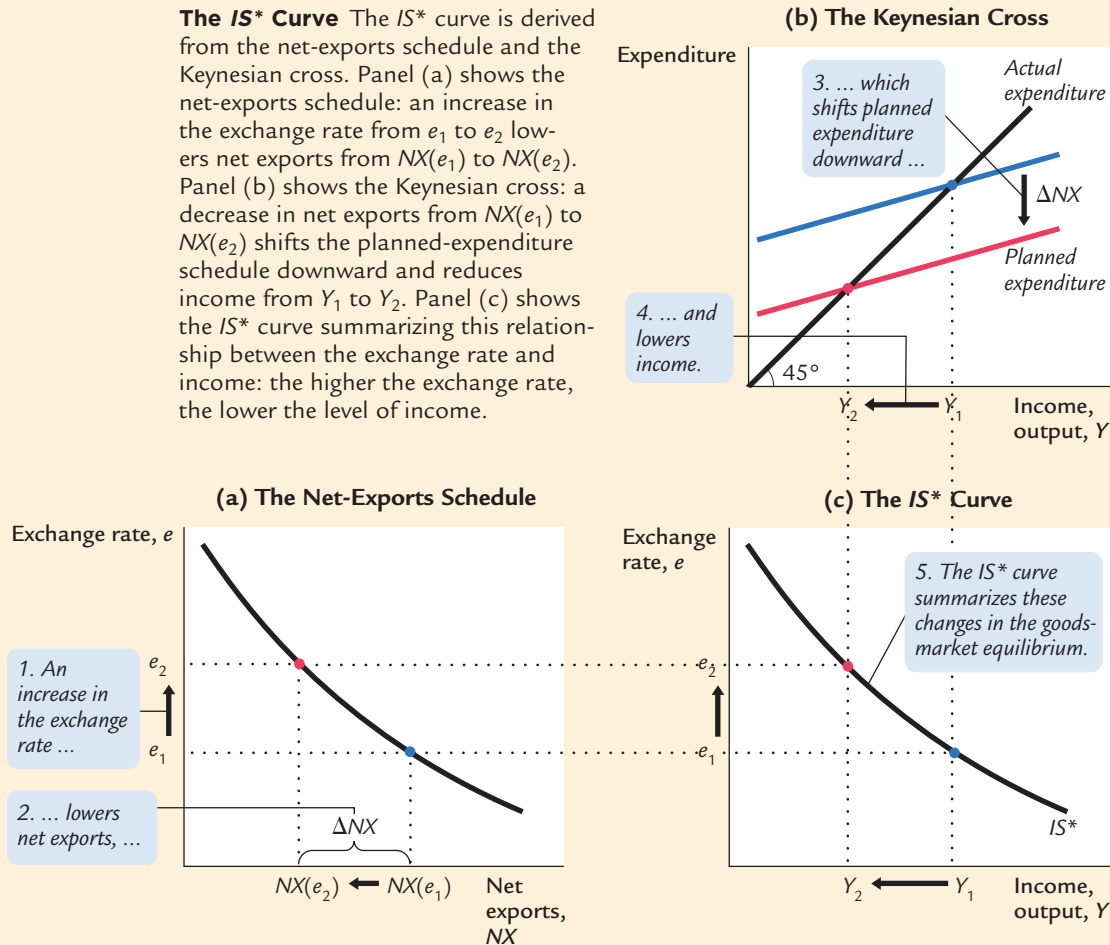 The IS* Curve The IS* curve is derived
from the net-exports schedule and the
Keynesian cross. Panel (a) shows the
net-exports schedule: an increase in
the exchange rate from e1 to e2 low-
ers net exports from NX(e1) to NX(e2).
Panel (b) shows the Keynesian cross: a
decrease in net exports from NX(e1) to
NX(e2) shifts the planned-expenditure
schedule downward and reduces
income from Y1 to Y2. Panel (c) shows
the IS* curve summarizing this relation-
ship between the exchange rate and
income: the higher the exchange rate,
the lower the level of income.
(b) The Keynesian Cross
Expenditure
3. ... which
shifts planned
expenditure
downward ...
Actual
expenditure
ΔNX
Planned
expenditure
4. ... and
lowers
income.
45°
Y2
Y1
Income,
output, Y
(a) The Net-Exports Schedule
Exchange rate, e
1. An
increase in
the exchange
rate ...
e2
e1
2. ... lowers
net exports, ...
ΔNX
NX(e2)
NX(e1)
Net
exports,
NX
(c) The IS* Curve
Exchange
rate, e
5. The IS* curve
summarizes these
changes in the goods-
market equilibrium.
e2
e1
IS*
Y2
Y1
Income,
output, Y